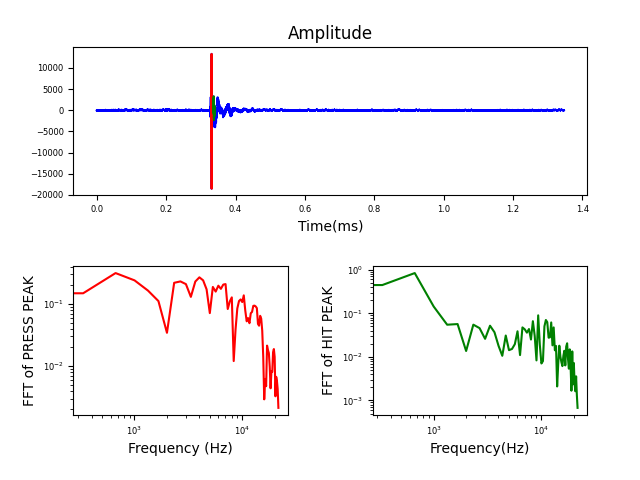 Amplitude
10000
5000
0
−5000
−10000
−15000
−20000
0.0 0.2 0.4 0.6 0.8 1.0 1.2 1.4
Time(ms)
FFT of PRESS PEAK
10⁻¹
10⁻²
10³ 10⁴
Frequency (Hz)
FFT of HIT PEAK
10⁰
10⁻¹
10⁻²
10⁻³
10³ 10⁴
Frequency(Hz)